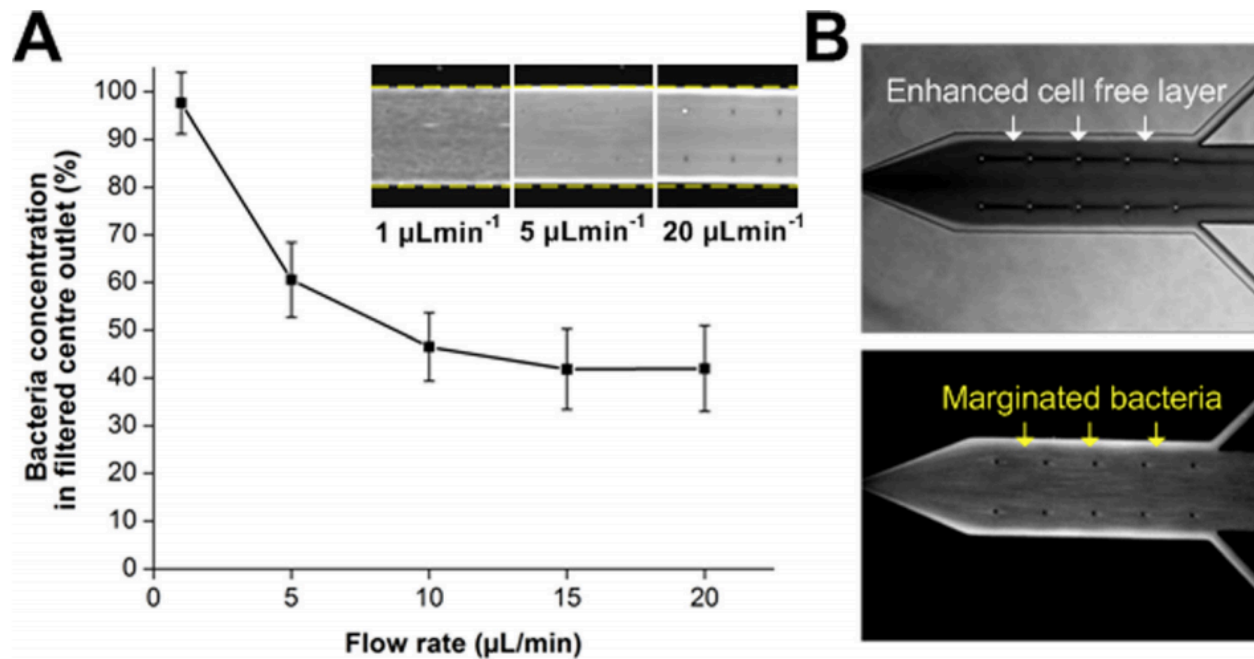 A
B
100
90
80
70
60
50
40
30
20
10
0
0
5
10
15
20
Bacteria concentration
in filtered centre outlet (%)
Flow rate (µL/min)
1 µLmin⁻¹
5 µLmin⁻¹
20 µLmin⁻¹
Enhanced cell free layer
Marginated bacteria